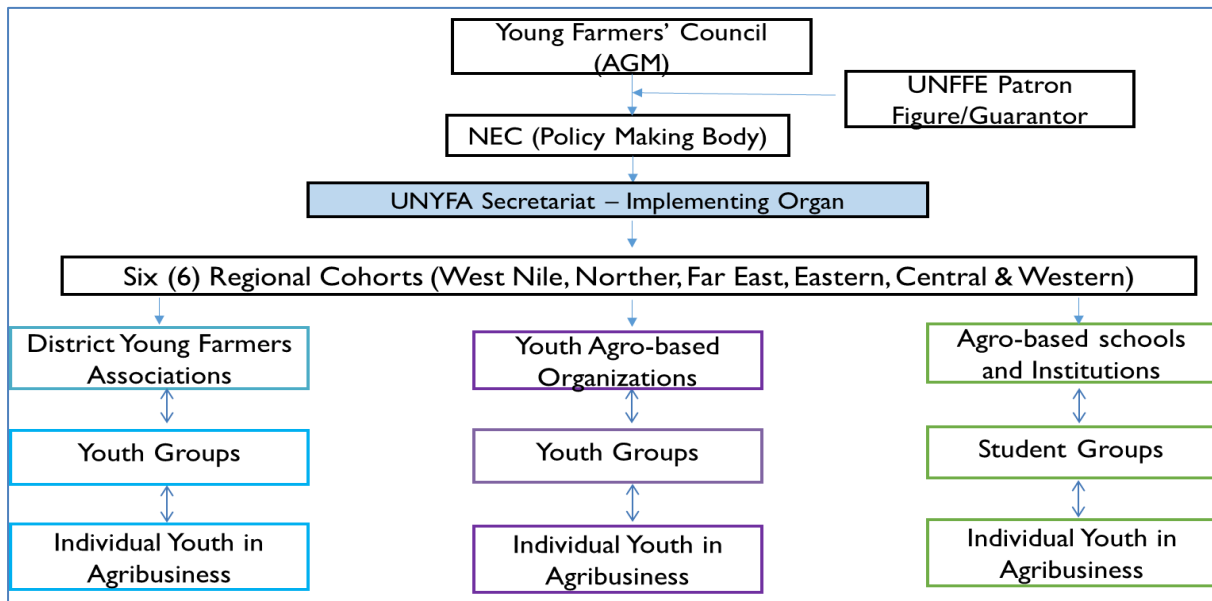 Young Farmers' Council
(AGM)
UNFFE Patron
Figure/Guarantor
NEC (Policy Making Body)
UNYFA Secretariat – Implementing Organ
Six (6) Regional Cohorts (West Nile, Norther, Far East, Eastern, Central & Western)
District Young Farmers
Associations
Youth Agro-based
Organizations
Agro-based schools
and Institutions
Youth Groups
Youth Groups
Student Groups
Individual Youth in
Agribusiness
Individual Youth in
Agribusiness
Individual Youth in
Agribusiness